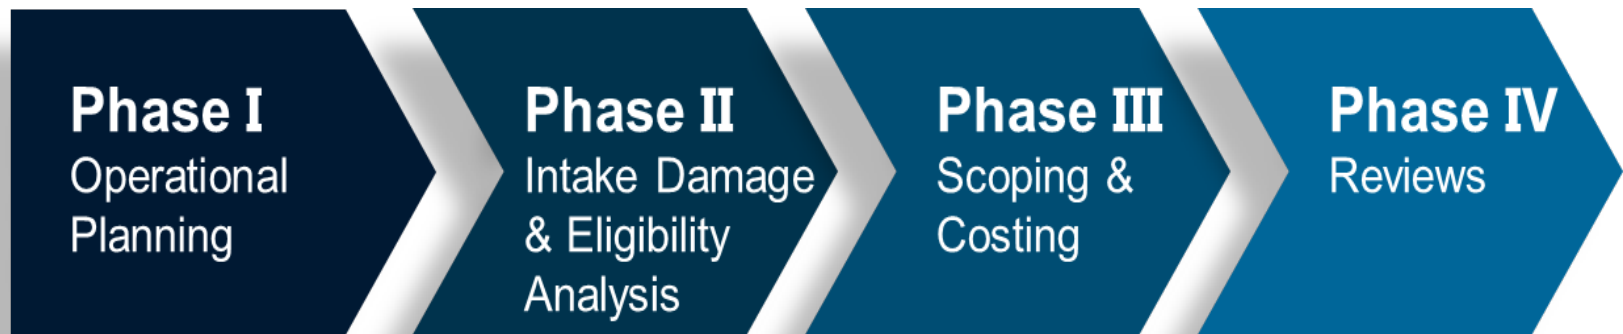 Phase I
Operational
Planning
Phase II
Intake Damage
& Eligibility
Analysis
Phase III
Scoping &
Costing
Phase IV
Reviews